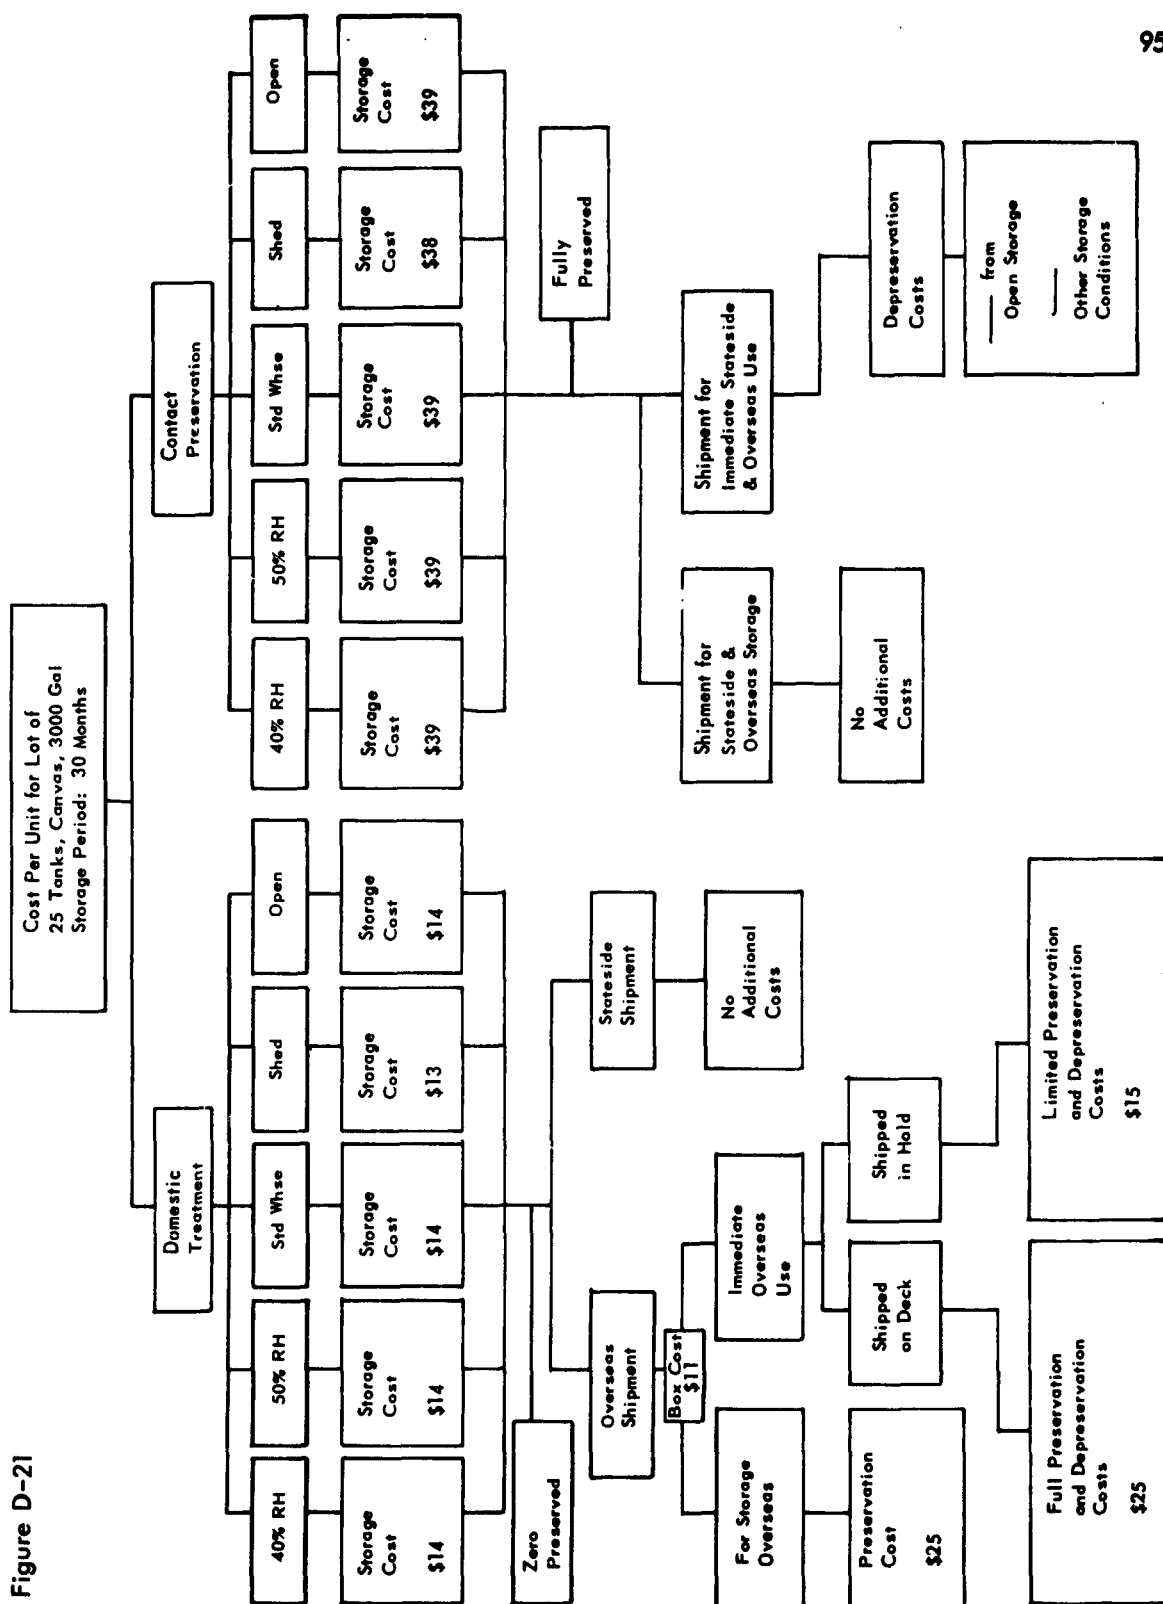 Figure D-21
Cost Per Unit for Lot of
25 Tanks, Canvas, 3000 Gal
Storage Period: 30 Months
Domestic
Treatment
Contact
Preservation
40% RH
50% RH
Std Whse
Shed
Open
40% RH
50% RH
Std Whse
Shed
Open
Storage
Cost
$14
Storage
Cost
$14
Storage
Cost
$14
Storage
Cost
$13
Storage
Cost
$14
Storage
Cost
$39
Storage
Cost
$39
Storage
Cost
$39
Storage
Cost
$38
Storage
Cost
$39
Zero
Preserved
Fully
Preserved
Overseas
Shipment
Stateside
Shipment
Box Cost
$11
No
Additional
Costs
For Storage
Overseas
Immediate
Overseas
Use
Preservation
Cost
$25
Shipped
on Deck
Shipped
in Hold
Full Preservation
and Depreservation
Costs
$25
Limited Preservation
and Depreservation
Costs
$15
Shipment for
Stateside &
Overseas Storage
Shipment for
Immediate Stateside
& Overseas Use
No
Additional
Costs
Depreservation
Costs
from
Open Storage
Other Storage
Conditions
95